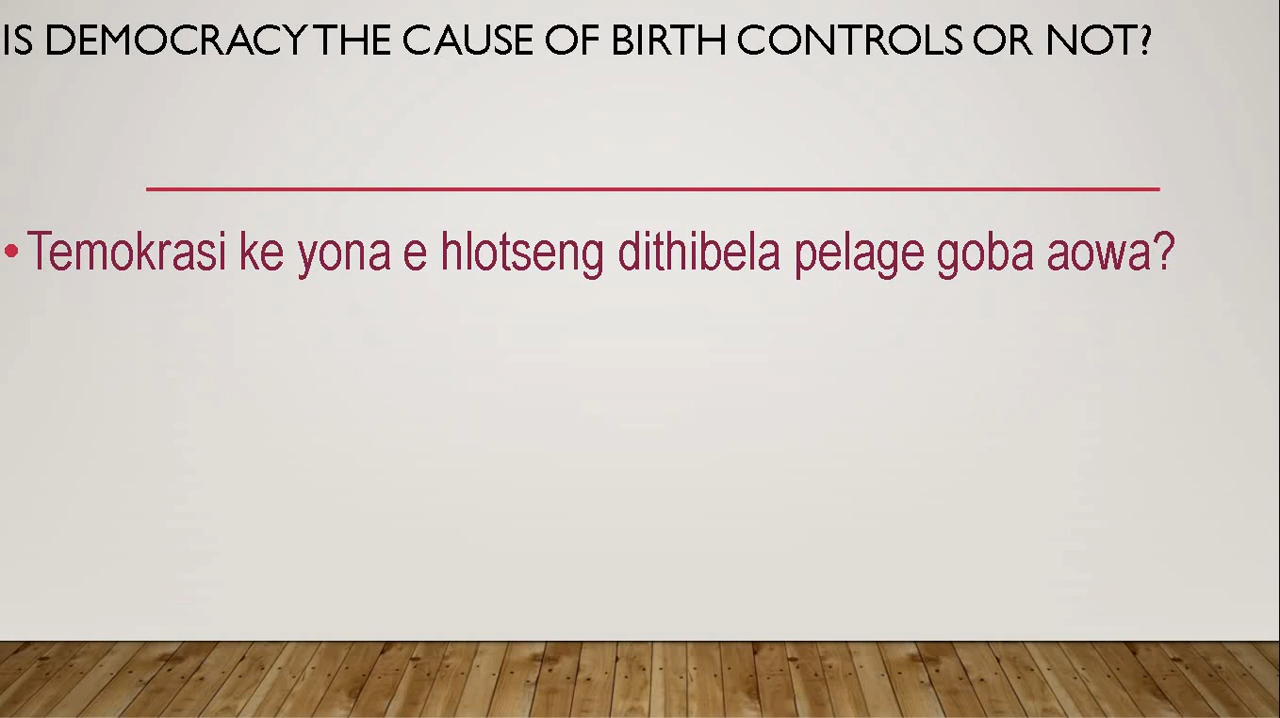 IS DEMOCRACY THE CAUSE OF BIRTH CONTROLS OR NOT?
• Temokrasi ke yona e hlotseng dithibela pelage goba aowa?